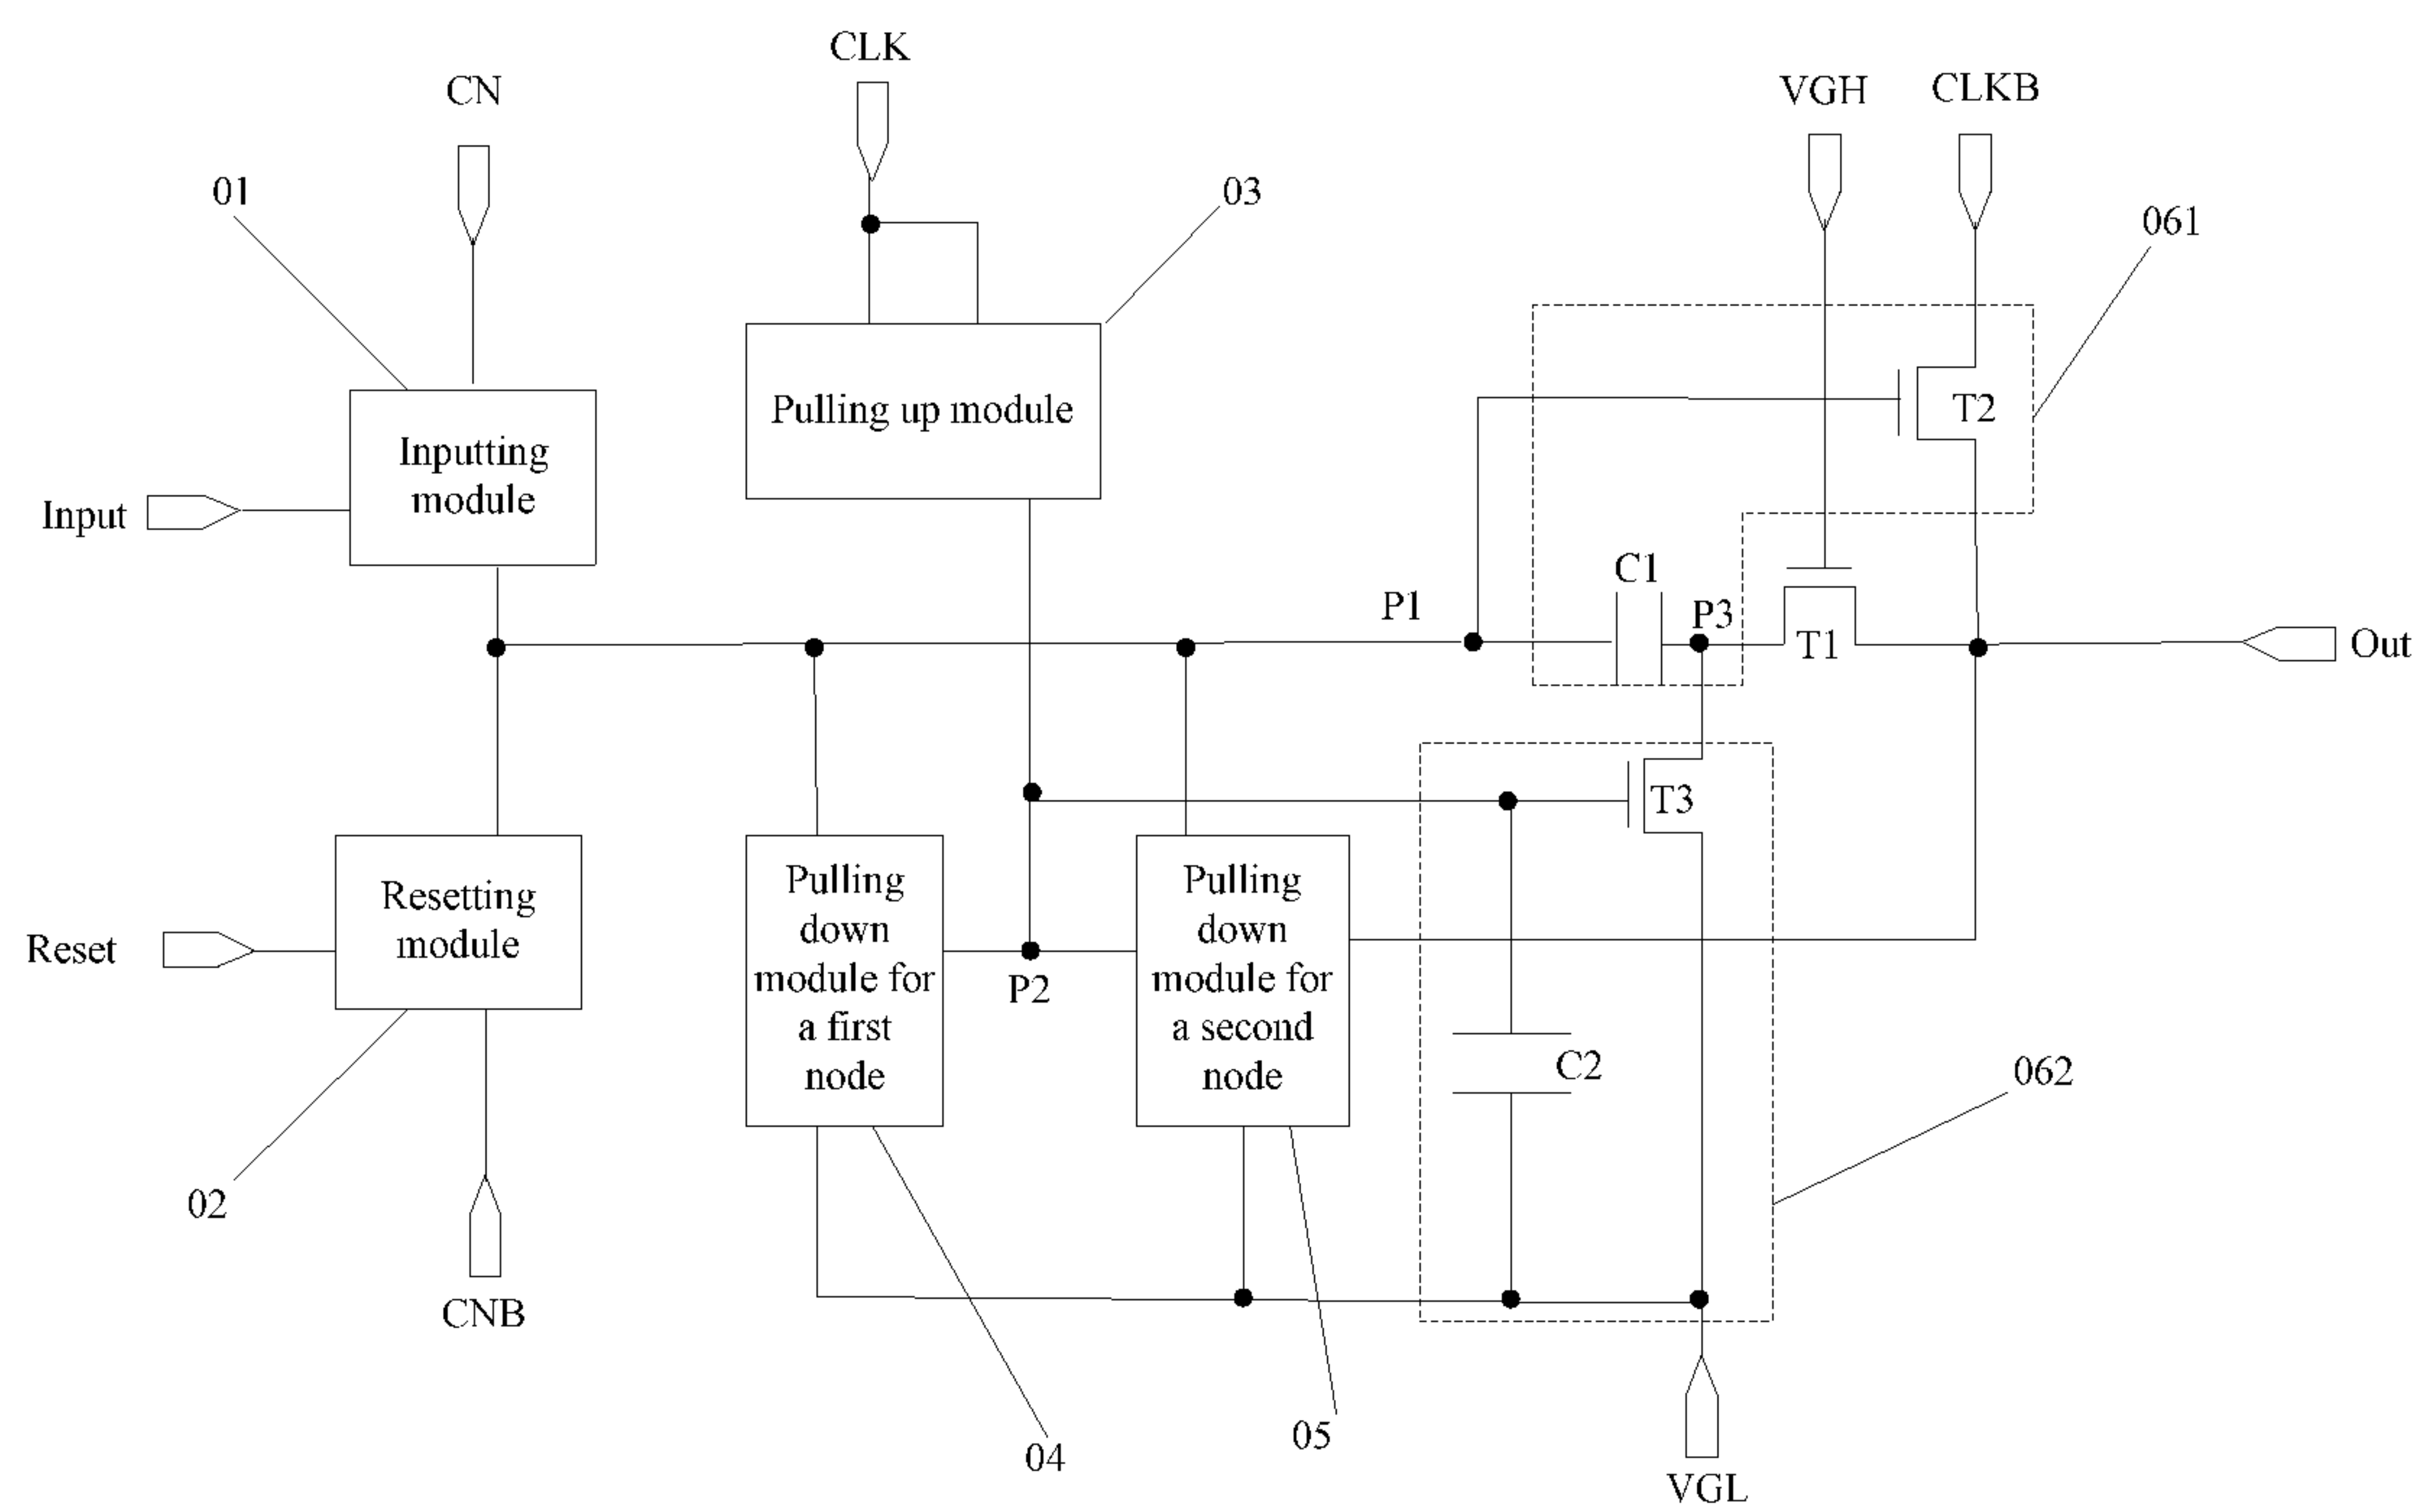 CLK
CN
VGH
CLKB
01
03
061
Pulling up module
T2
Inputting
module
Input
C1
P1
P3
T1
Out
T3
Pulling
down
module for
a first
node
Pulling
down
module for
a second
node
Resetting
module
Reset
P2
C2
062
02
CNB
05
04
VGL